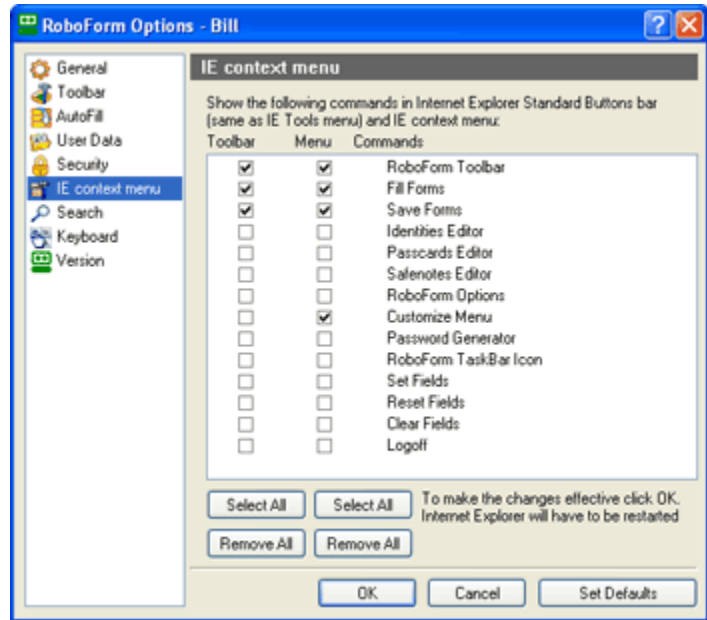 RoboForm Options - Bill
General
Toolbar
AutoFill
User Data
Security
IE context menu
Search
Keyboard
Version
IE context menu
Show the following commands in Internet Explorer Standard Buttons bar
(same as IE Tools menu) and IE context menu:
Toolbar Menu Commands
RoboForm Toolbar
Fill Forms
Save Forms
Identities Editor
Passcards Editor
Safenotes Editor
RoboForm Options
Customize Menu
Password Generator
RoboForm TaskBar Icon
Set Fields
Reset Fields
Clear Fields
Logoff
Select All Select All
To make the changes effective click OK.
Internet Explorer will have to be restarted
Remove All Remove All
OK Cancel Set Defaults